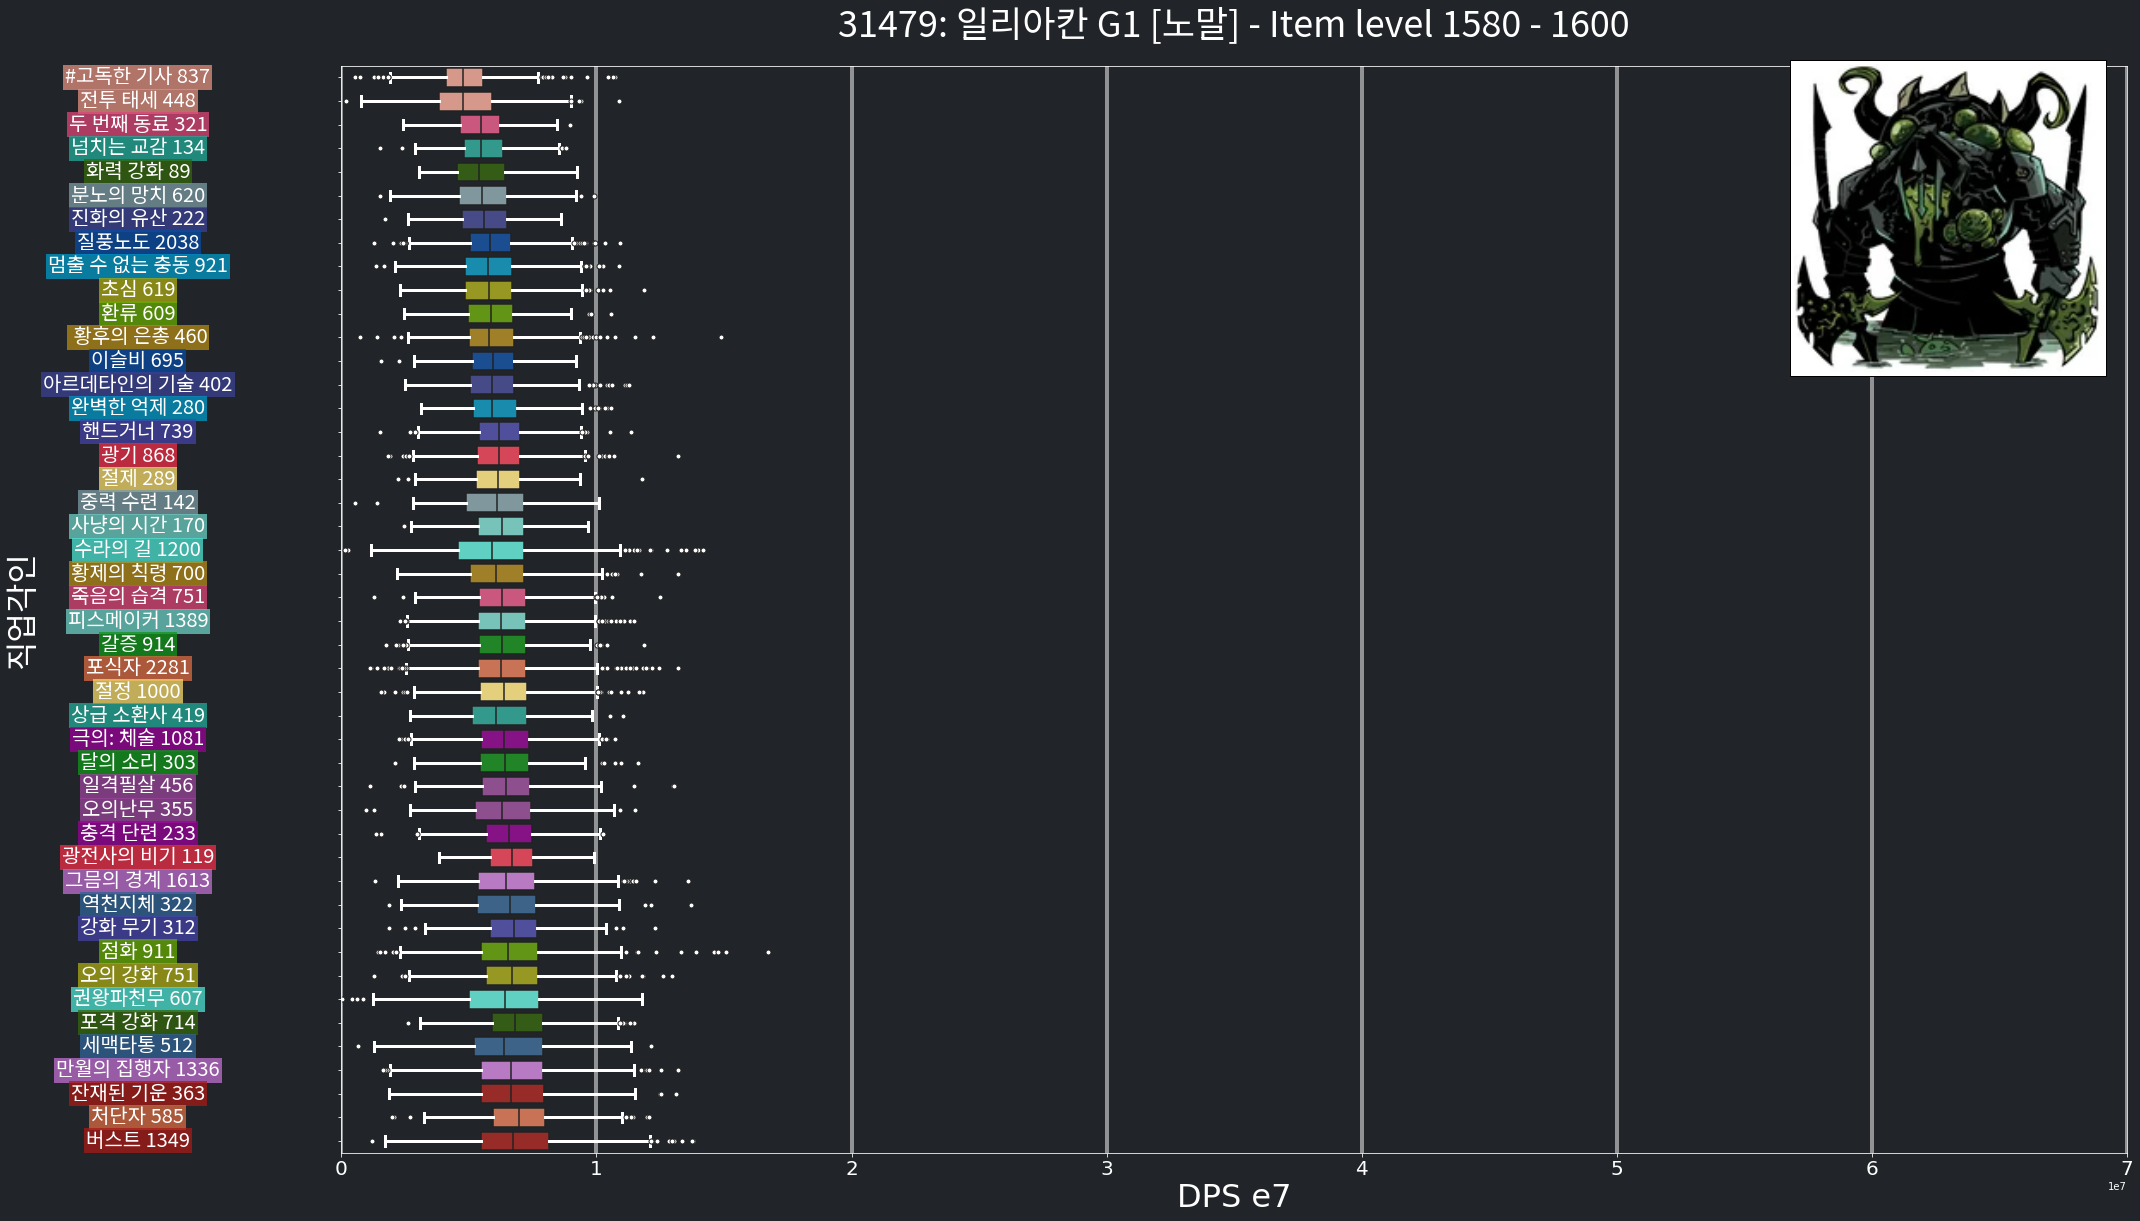 31479: 일리아칸 G1 [노말] - Item level 1580 - 1600
#고독한 기사 837
전투 태세 448
두 번째 동료 321
넘치는 교감 134
화력 강화 89
분노의 망치 620
진화의 유산 222
질풍노도 2038
멈출 수 없는 충동 921
초심 619
환류 609
황후의 은총 460
이슬비 695
아르데타인의 기술 402
완벽한 억제 280
핸드거너 739
광기 868
절제 289
중력 수련 142
사냥의 시간 170
수라의 길 1200
황제의 칙령 700
죽음의 습격 751
피스메이커 1389
갈증 914
포식자 2281
절정 1000
상급 소환사 419
극의: 체술 1081
달의 소리 303
일격필살 456
오의난무 355
충격 단련 233
광전사의 비기 119
그믐의 경계 1613
역천지체 322
강화 무기 312
점화 911
오의 강화 751
권왕파천무 607
포격 강화 714
세맥타통 512
만월의 집행자 1336
잔재된 기운 363
처단자 585
버스트 1349
직업각인
0 1 2 3 4 5 6 7
1e7
DPS e7